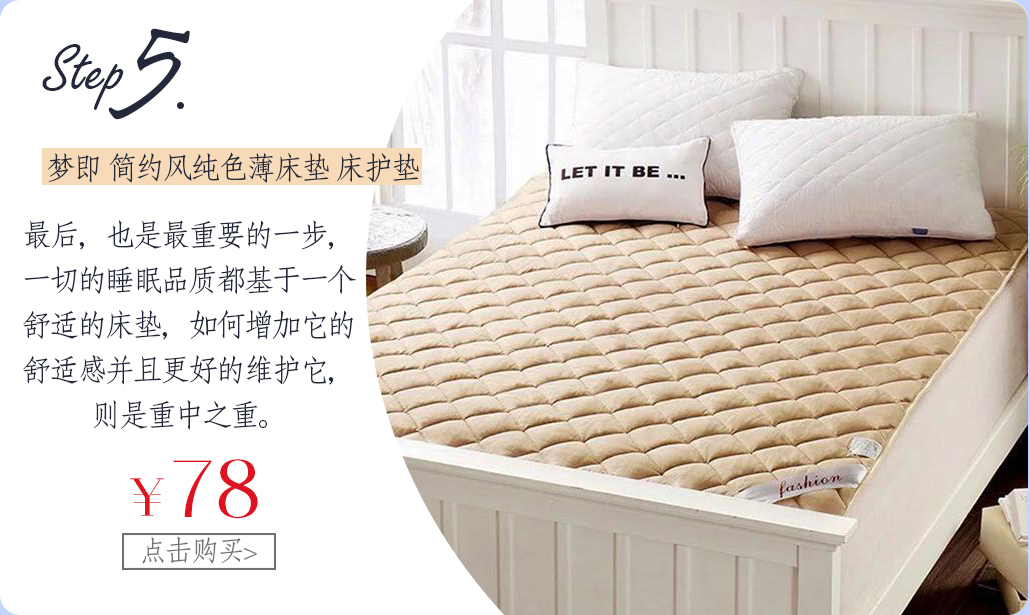 Step 5.
梦即 简约风纯色薄床垫 床护垫
最后，也是最重要的一步，
一切的睡眠品质都基于一个
舒适的床垫，如何增加它的
舒适感并且更好的维护它，
则是重中之重。
¥78
点击购买>
LET IT BE ...
fashion